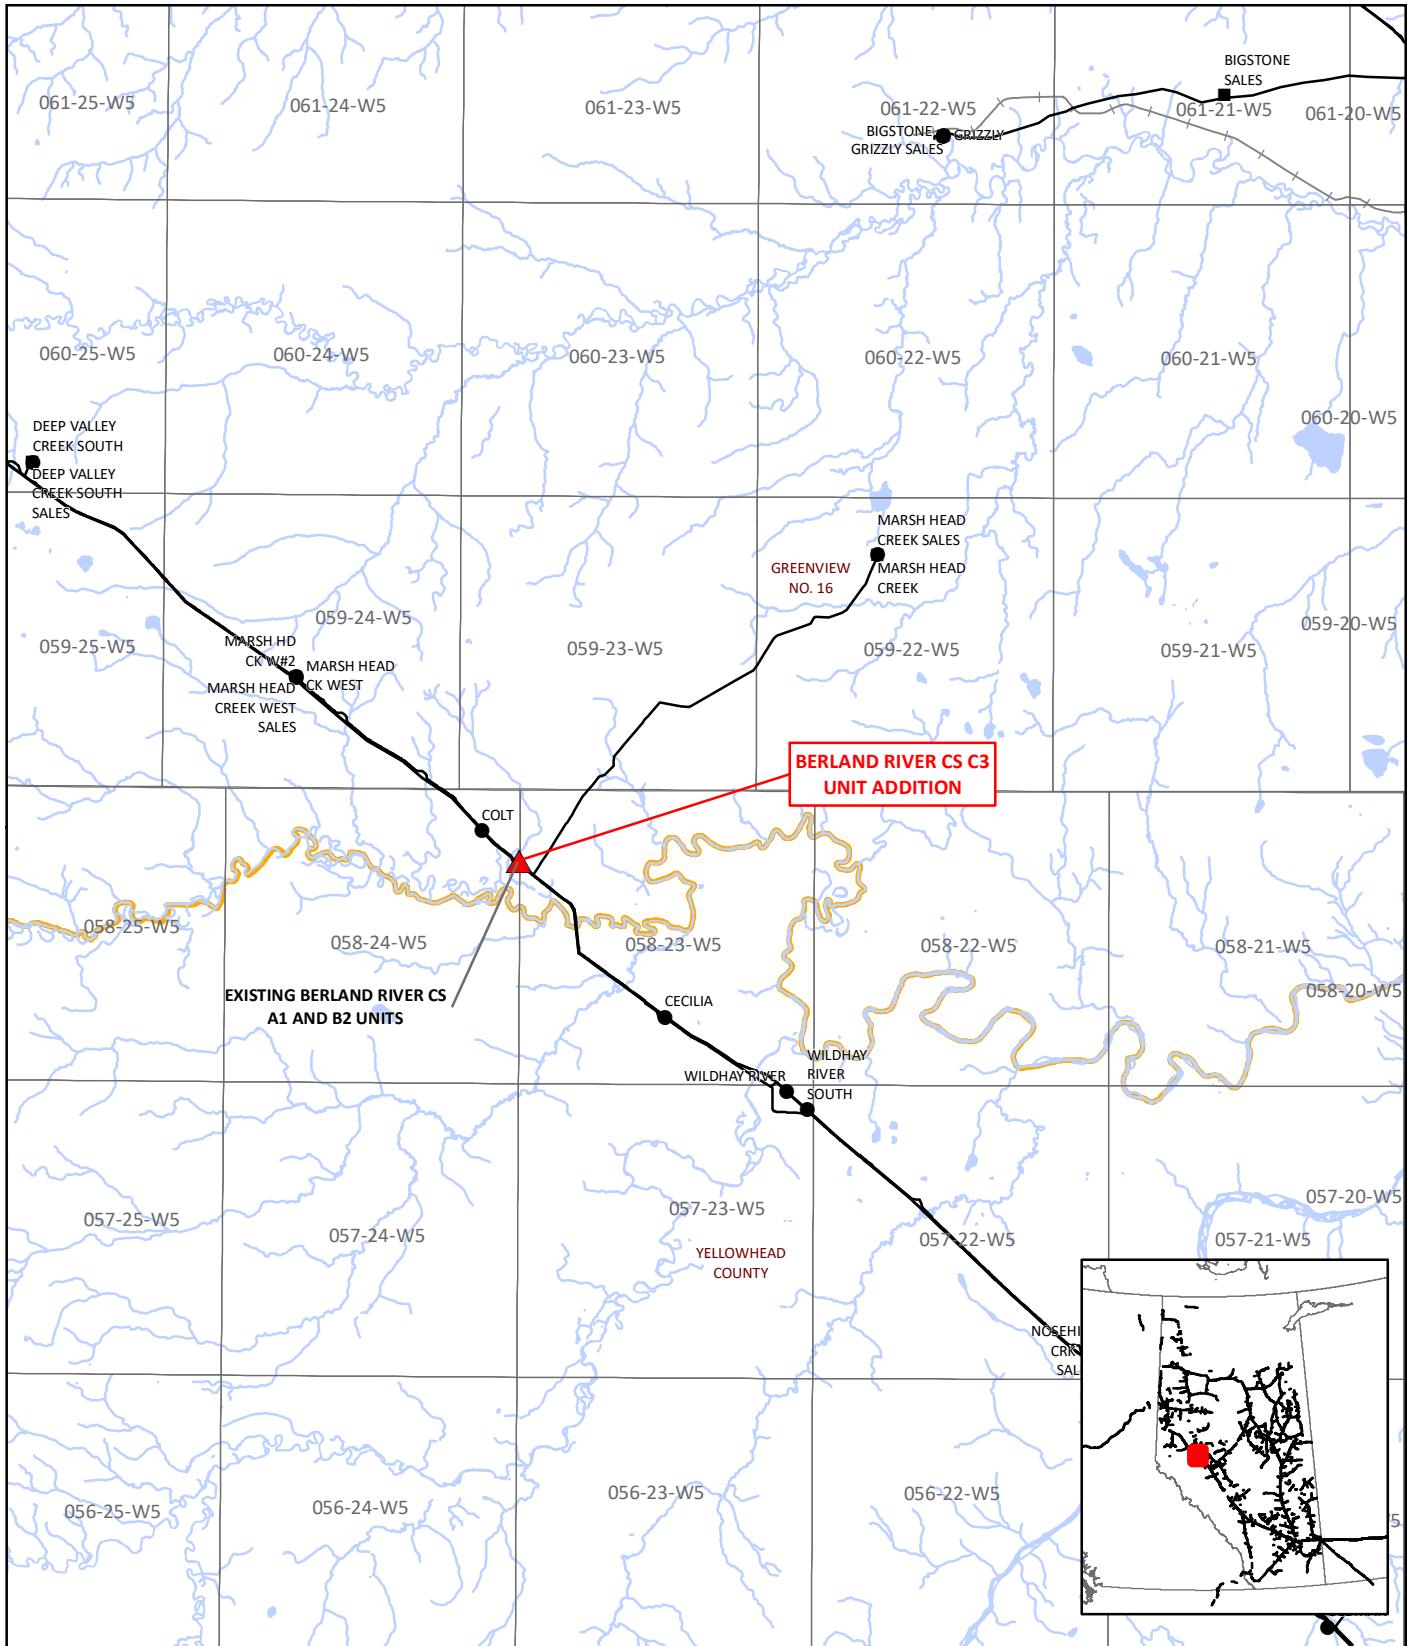 BIGSTONE
SALES
061-25-W5
061-24-W5
061-23-W5
061-22-W5
061-21-W5
061-20-W5
BIGSTONE
GRIZZLY SALES
GRIZZLY
060-25-W5
060-24-W5
060-23-W5
060-22-W5
060-21-W5
060-20-W5
DEEP VALLEY
CREEK SOUTH
DEEP VALLEY
CREEK SOUTH
SALES
MARSH HEAD
CREEK SALES
MARSH HEAD
CREEK
GREENVIEW
NO. 16
059-25-W5
059-24-W5
059-23-W5
059-22-W5
059-21-W5
059-20-W5
MARSH HD
CK W#2
MARSH HEAD
CK WEST
MARSH HEAD
CREEK WEST
SALES
BERLAND RIVER CS C3
UNIT ADDITION
COLT
058-25-W5
058-24-W5
058-23-W5
058-22-W5
058-21-W5
058-20-W5
EXISTING BERLAND RIVER CS
A1 AND B2 UNITS
CECILIA
WILDHAY RIVER
WILDHAY
RIVER
SOUTH
057-25-W5
057-24-W5
057-23-W5
057-22-W5
057-21-W5
057-20-W5
YELLOWHEAD
COUNTY
NOSEHI
CRK
SAL
056-25-W5
056-24-W5
056-23-W5
056-22-W5